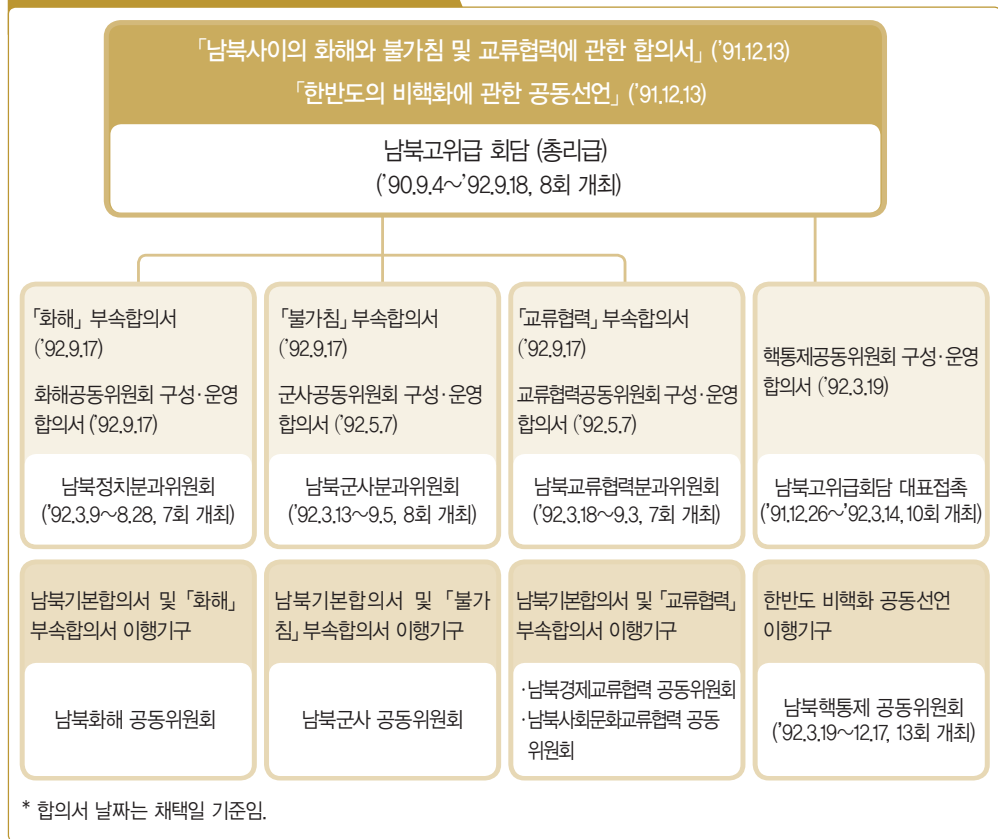 「남북사이의 화해와 불가침 및 교류협력에 관한 합의서」 ('91.12.13)
「한반도의 비핵화에 관한 공동선언」 ('91.12.13)
남북고위급 회담 (총리급)
('90.9.4～'92.9.18, 8회 개최)
「화해」 부속합의서
('92.9.17)
화해공동위원회 구성·운영
합의서 ('92.9.17)
남북정치분과위원회
('92.3.9～8.28, 7회 개최)
「불가침」 부속합의서
('92.9.17)
군사공동위원회 구성·운영
합의서 ('92.5.7)
남북군사분과위원회
('92.3.13～9.5, 8회 개최)
「교류협력」 부속합의서
('92.9.17)
교류협력공동위원회 구성·운영
합의서 ('92.5.7)
남북교류협력분과위원회
('92.3.18～9.3, 7회 개최)
핵통제공동위원회 구성·운영
합의서 ('92.3.19)
남북고위급회담 대표접촉
('91.12.26～'92.3.14, 10회 개최)
남북기본합의서 및 「화해」
부속합의서 이행기구
남북화해 공동위원회
남북기본합의서 및 「불가
침」 부속합의서 이행기구
남북군사 공동위원회
남북기본합의서 및 「교류협력」
부속합의서 이행기구
·남북경제교류협력 공동위원회
·남북사회문화교류협력 공동
위원회
한반도 비핵화 공동선언
이행기구
남북핵통제 공동위원회
('92.3.19～12.17, 13회 개최)
* 합의서 날짜는 채택일 기준임.